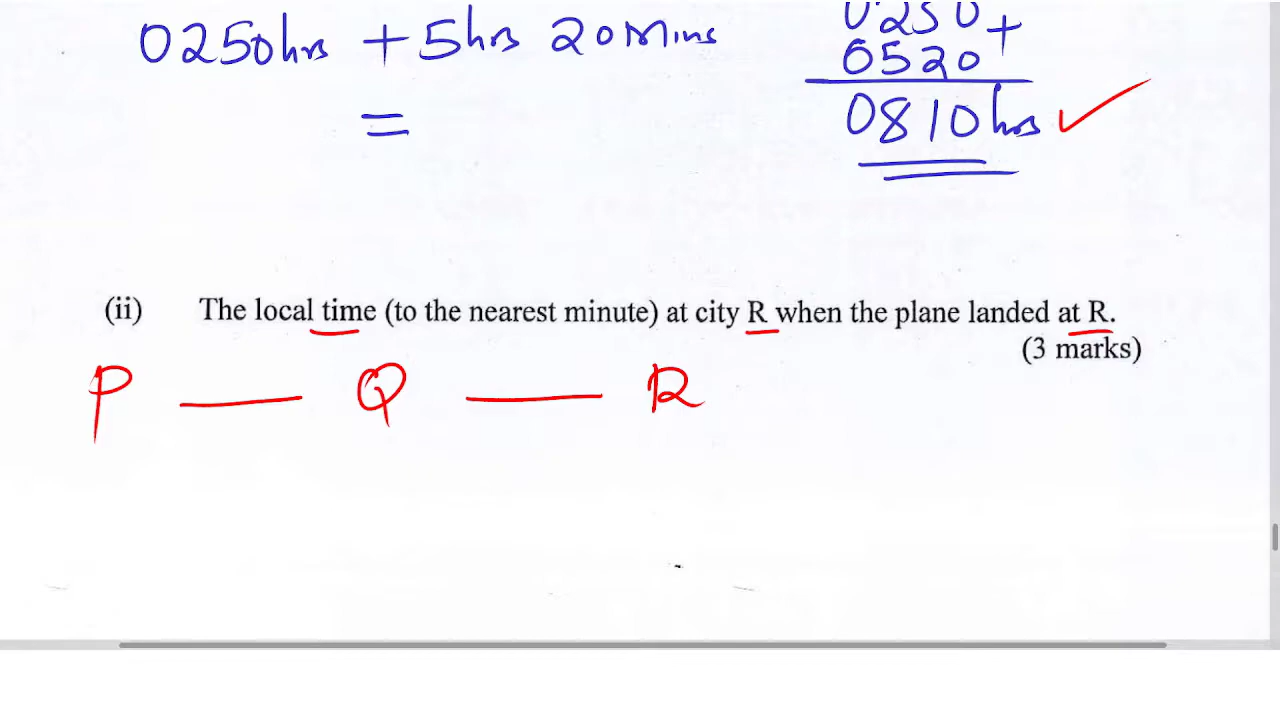 0250hrs + 5hrs 20Mins
=
0250+
0520
0810hrs
(ii) The local time (to the nearest minute) at city R when the plane landed at R.
(3 marks)
P Q R